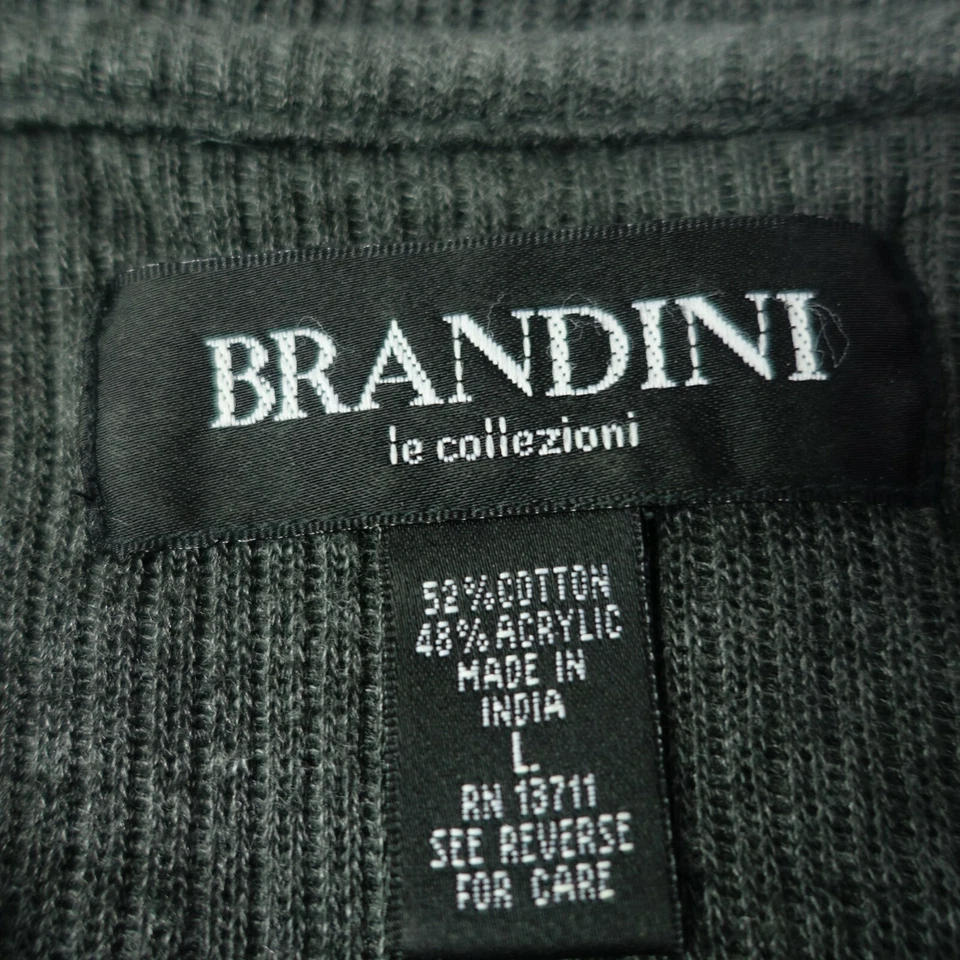 BRANDINI
le collezioni
52% COTTON
48% ACRYLIC
MADE IN
INDIA
L
RN 13711
SEE REVERSE
FOR CARE